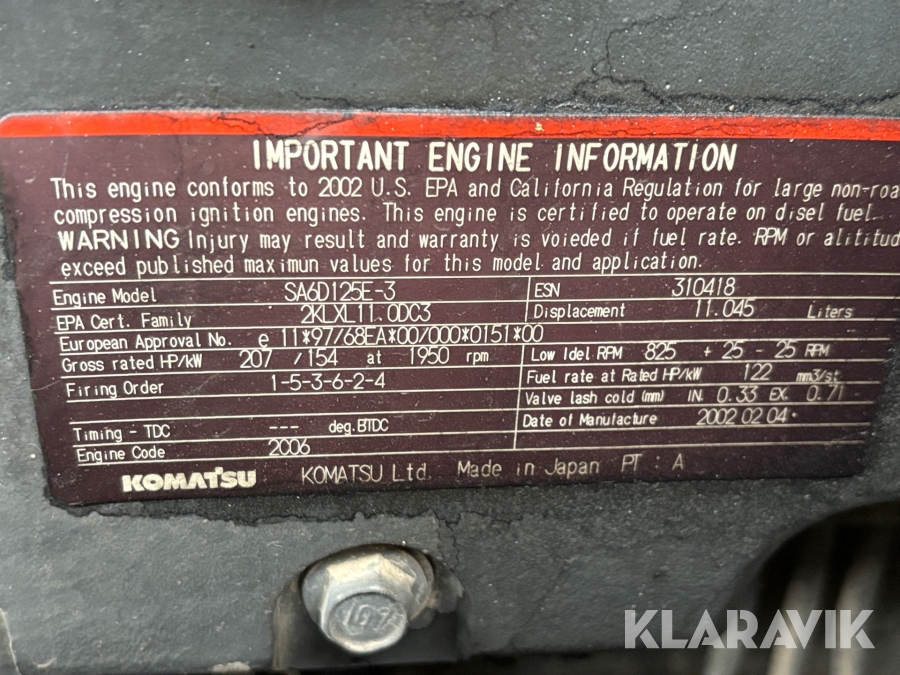 IMPORTANT ENGINE INFORMATION
This engine conforms to 2002 U.S. EPA and California Regulation for large non-roa
compression ignition engines. This engine is certified to operate on disel fuel.
WARNING Injury may result and warranty is voieded if fuel rate. RPM or alititud
exceed published maximun values for this model and application.
Engine Model SA6D125E-3 ESN 310418
EPA Cert. Family 2KLXL11.0DC3 Displacement 11.045 Liters
European Approval No. e 11*97/68EA*00/000*0151*00
Gross rated HP/kW 207 / 154 at 1950 rpm Low Idel RPM 825 + 25 - 25 RPM
Firing Order 1-5-3-6-2-4 Fuel rate at Rated HP/kW 122 mm3/st
Valve lash cold (mm) IN. 0.33 EX. 0.71
Timing - TDC --- deg.BTDC Date of Manufacture 2002 02 04
Engine Code 2006
KOMATSU KOMATSU Ltd. Made in Japan PT : A
KLARAVIK